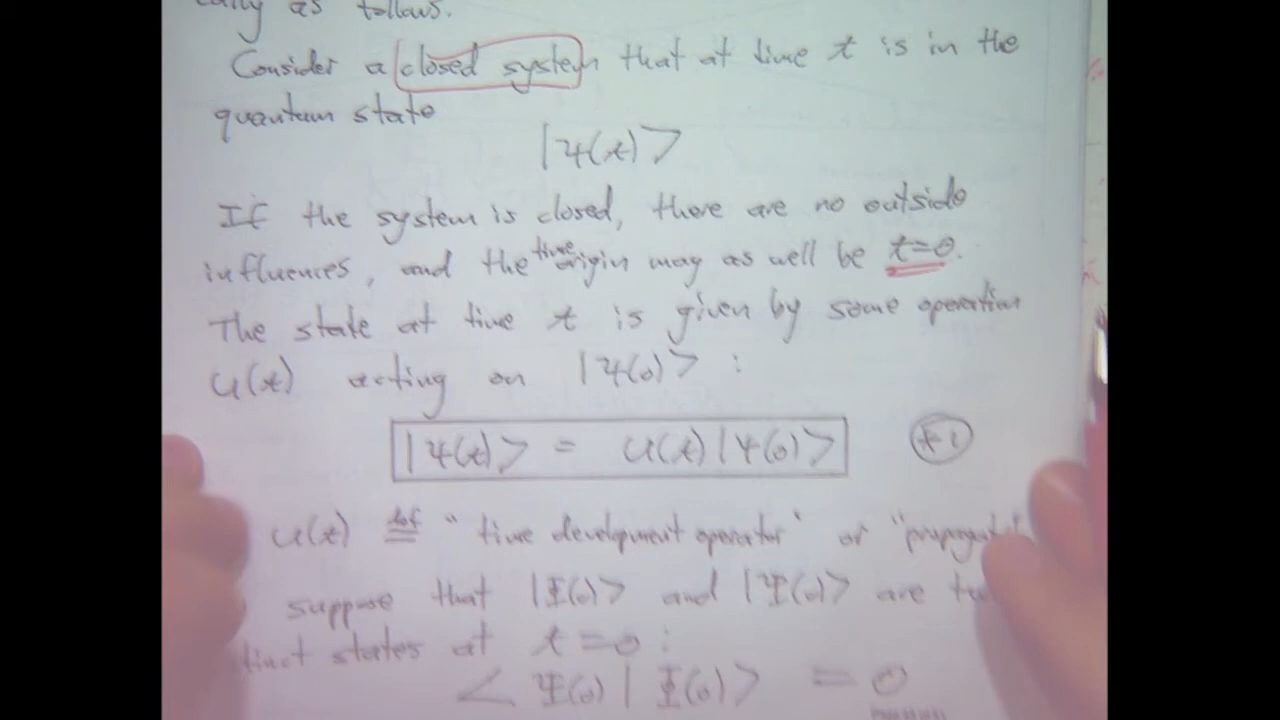 as follows.
Consider a closed system that at time t is in the
quantum state
|Ψ(t)>
If the system is closed, there are no outside
influences, and the time origin may as well be t=0.
The state at time t is given by some operation
U(t) acting on |Ψ(0)> :
|Ψ(t)> = U(t)|Ψ(0)>
U(t) def = "time development operator" or
suppose that |Φ(0)> and |Ψ(0)> are
states at t=0 :
<Ψ(0)|Φ(0)> = 0